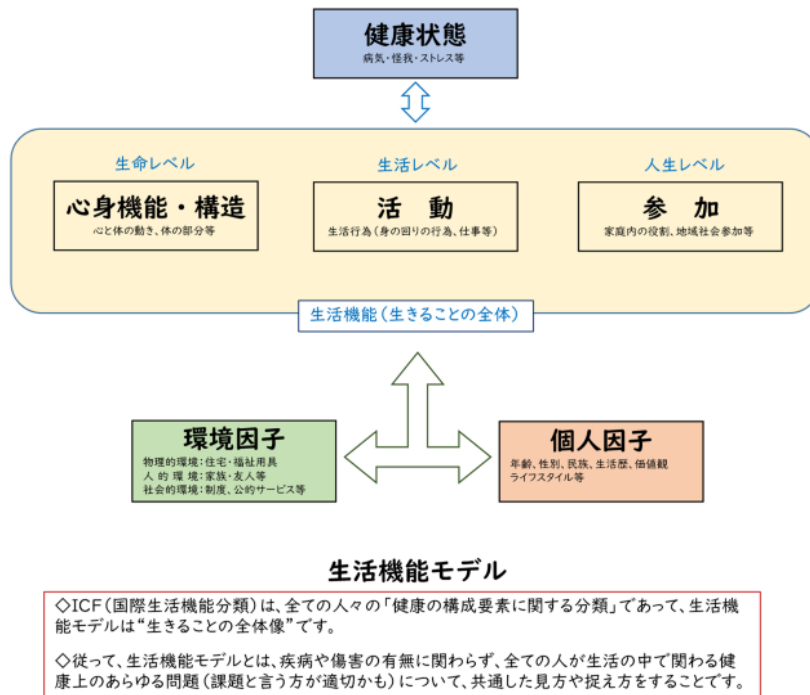 健康状態
病気・怪我・ストレス等
生命レベル
生活レベル
人生レベル
心身機能・構造
心と体の動き、体の部分等
活　動
生活行為（身の回りの行為、仕事等）
参　加
家庭内の役割、地域社会参加等
生活機能（生きることの全体）
環境因子
物理的環境：住宅・福祉用具
人 的 環 境：家族・友人等
社会的環境：制度、公的サービス等
個人因子
年齢、性別、民族、生活歴、価値観
ライフスタイル等
生活機能モデル
◇ICF（国際生活機能分類）は、全ての人々の「健康の構成要素に関する分類」であって、生活機
能モデルは“生きることの全体像”です。
◇従って、生活機能モデルとは、疾病や傷害の有無に関わらず、全ての人が生活の中で関わる健
康上のあらゆる問題（課題と言う方が適切かも）について、共通した見方や捉え方をすることです。